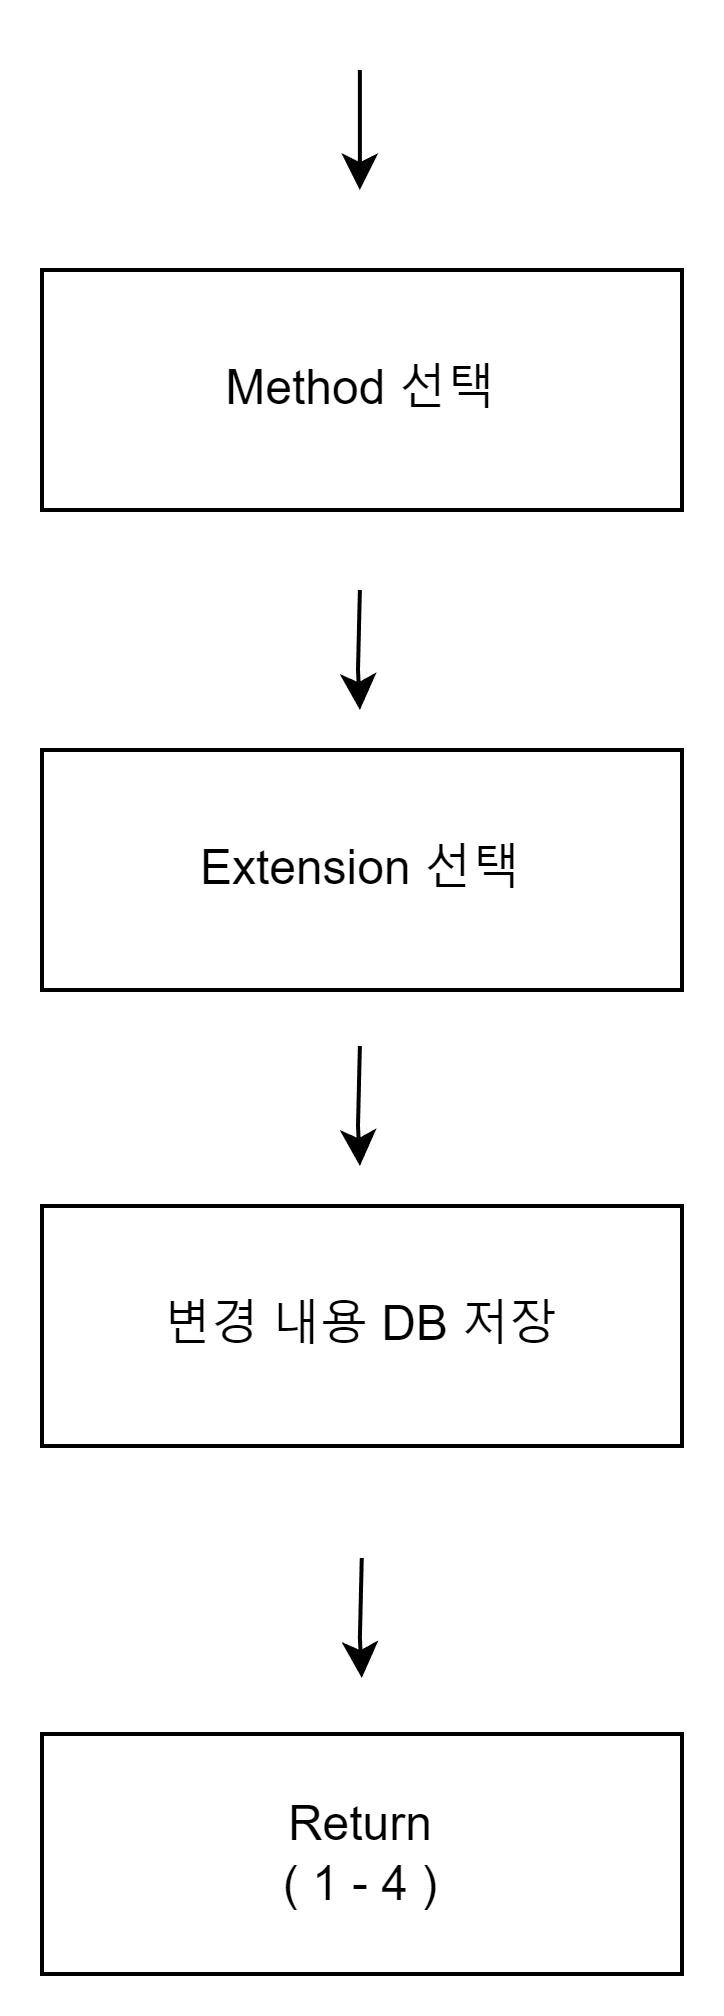 Method 선택
Extension 선택
변경 내용 DB 저장
Return
( 1 - 4 )